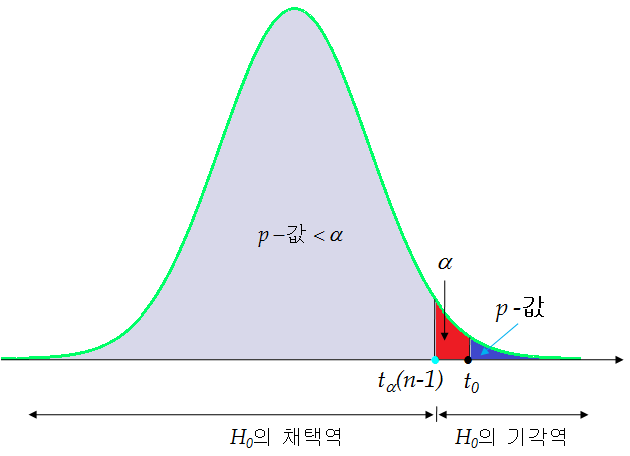 p－값 < α
α
p -값
tα(n-1)
t0
H0의 채택역
H0의 기각역